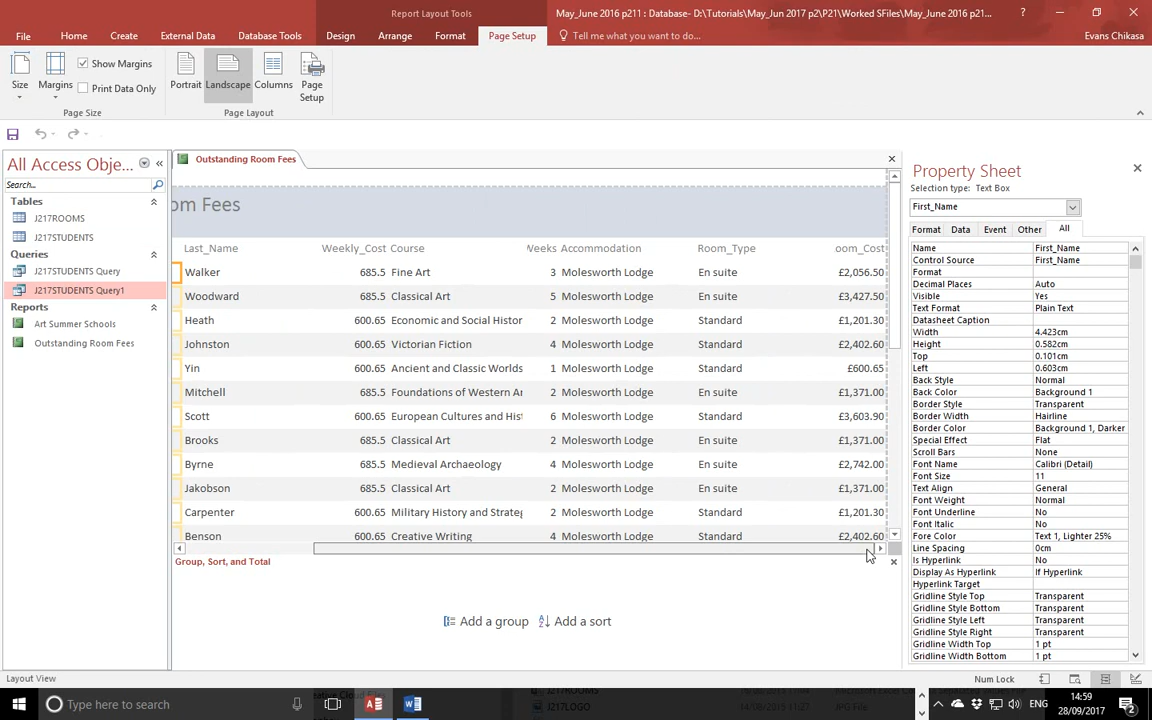 Report Layout Tools
May_June 2016 p211 : Database- D:\Tutorials\May_Jun 2017 p2\P21\Worked SFiles\May_June 2016 p21...
?
File Home Create External Data Database Tools Design Arrange Format Page Setup Tell me what you want to do... Evans Chikasa
Size Margins Show Margins Print Data Only
Portrait Landscape Columns Page Setup
Page Size Page Layout
All Access Obje...
Search...
Tables
J217ROOMS
J217STUDENTS
Queries
J217STUDENTS Query
J217STUDENTS Query1
Reports
Art Summer Schools
Outstanding Room Fees
Outstanding Room Fees
om Fees
Last_Name Weekly_Cost Course Weeks Accommodation Room_Type oom_Cost
Walker 685.5 Fine Art 3 Molesworth Lodge En suite £2,056.50
Woodward 685.5 Classical Art 5 Molesworth Lodge En suite £3,427.50
Heath 600.65 Economic and Social Histor 2 Molesworth Lodge Standard £1,201.30
Johnston 600.65 Victorian Fiction 4 Molesworth Lodge Standard £2,402.60
Yin 600.65 Ancient and Classic Worlds 1 Molesworth Lodge Standard £600.65
Mitchell 685.5 Foundations of Western Ar 2 Molesworth Lodge En suite £1,371.00
Scott 600.65 European Cultures and Hist 6 Molesworth Lodge Standard £3,603.90
Brooks 685.5 Classical Art 2 Molesworth Lodge En suite £1,371.00
Byrne 685.5 Medieval Archaeology 4 Molesworth Lodge En suite £2,742.00
Jakobson 685.5 Classical Art 2 Molesworth Lodge En suite £1,371.00
Carpenter 600.65 Military History and Strateg 2 Molesworth Lodge Standard £1,201.30
Benson 600.65 Creative Writing 4 Molesworth Lodge Standard £2,402.60
Group, Sort, and Total
Add a group Add a sort
Property Sheet
Selection type: Text Box
First_Name
Format Data Event Other All
Name First_Name
Control Source First_Name
Format
Decimal Places Auto
Visible Yes
Text Format Plain Text
Datasheet Caption
Width 4.423cm
Height 0.582cm
Top 0.101cm
Left 0.603cm
Back Style Normal
Back Color Background 1
Border Style Transparent
Border Width Hairline
Border Color Background 1, Darker
Special Effect Flat
Scroll Bars None
Font Name Calibri (Detail)
Font Size 11
Text Align General
Font Weight Normal
Font Underline No
Font Italic No
Fore Color Text 1, Lighter 25%
Line Spacing 0cm
Is Hyperlink No
Display As Hyperlink If Hyperlink
Hyperlink Target
Gridline Style Top Transparent
Gridline Style Bottom Transparent
Gridline Style Left Transparent
Gridline Style Right Transparent
Gridline Width Top 1 pt
Gridline Width Bottom 1 pt
Layout View Num Lock
Type here to search
ENG
14:59
28/09/2017
2